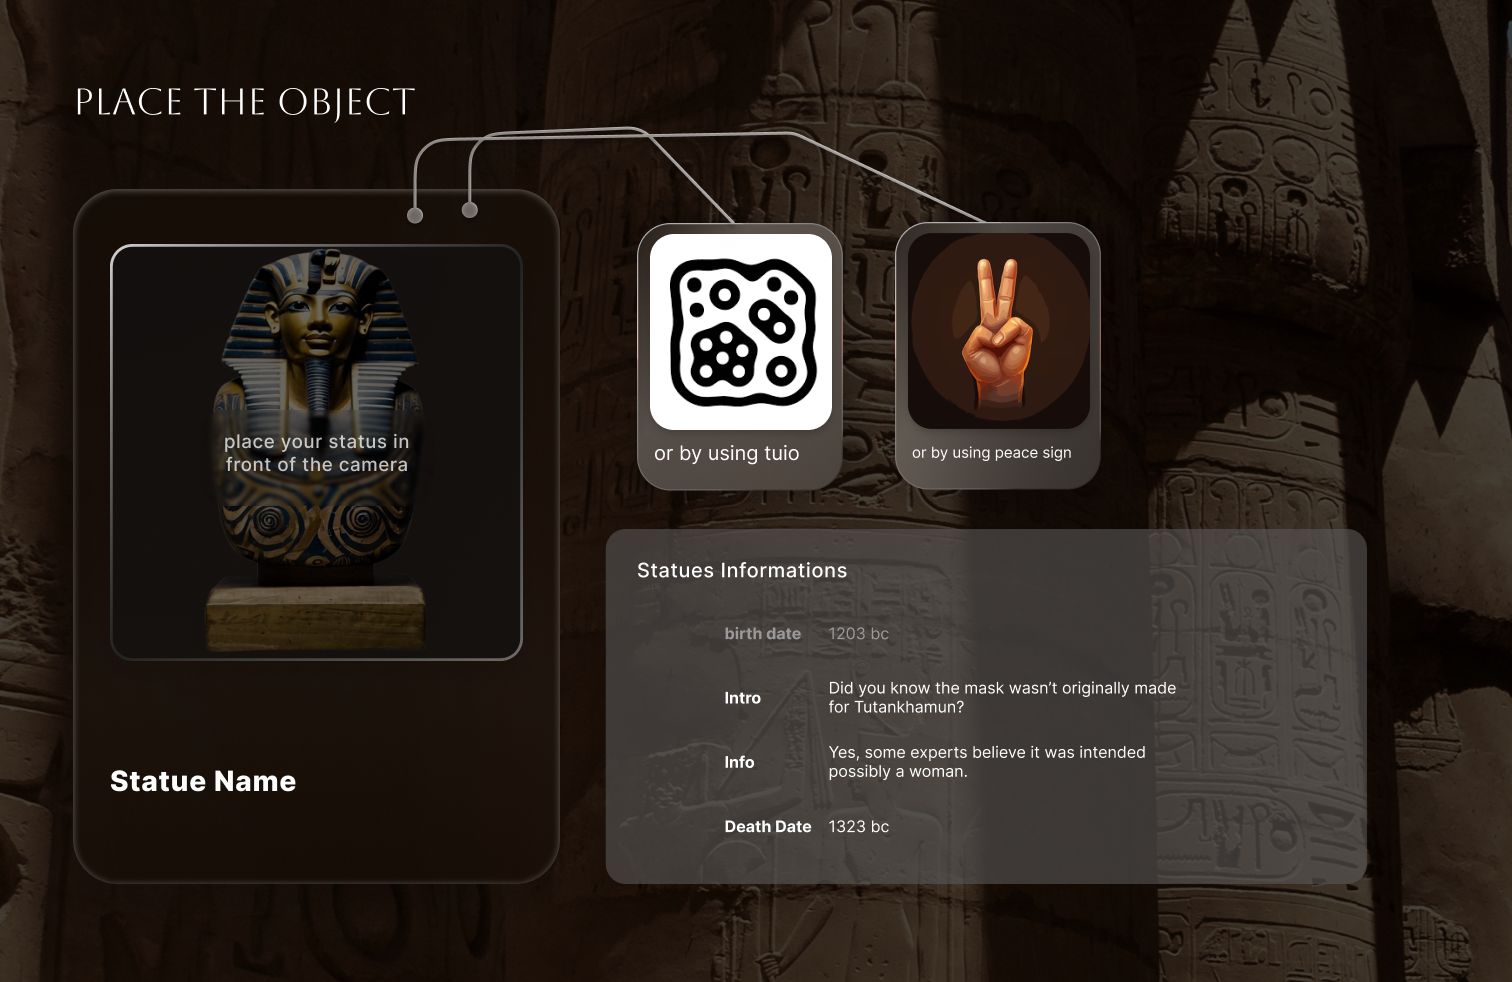 PLACE THE OBJECT
place your status in
front of the camera
Statue Name
or by using tuio
or by using peace sign
Statues Informations
birth date 1203 bc
Intro Did you know the mask wasn’t originally made
for Tutankhamun?
Info Yes, some experts believe it was intended
possibly a woman.
Death Date 1323 bc